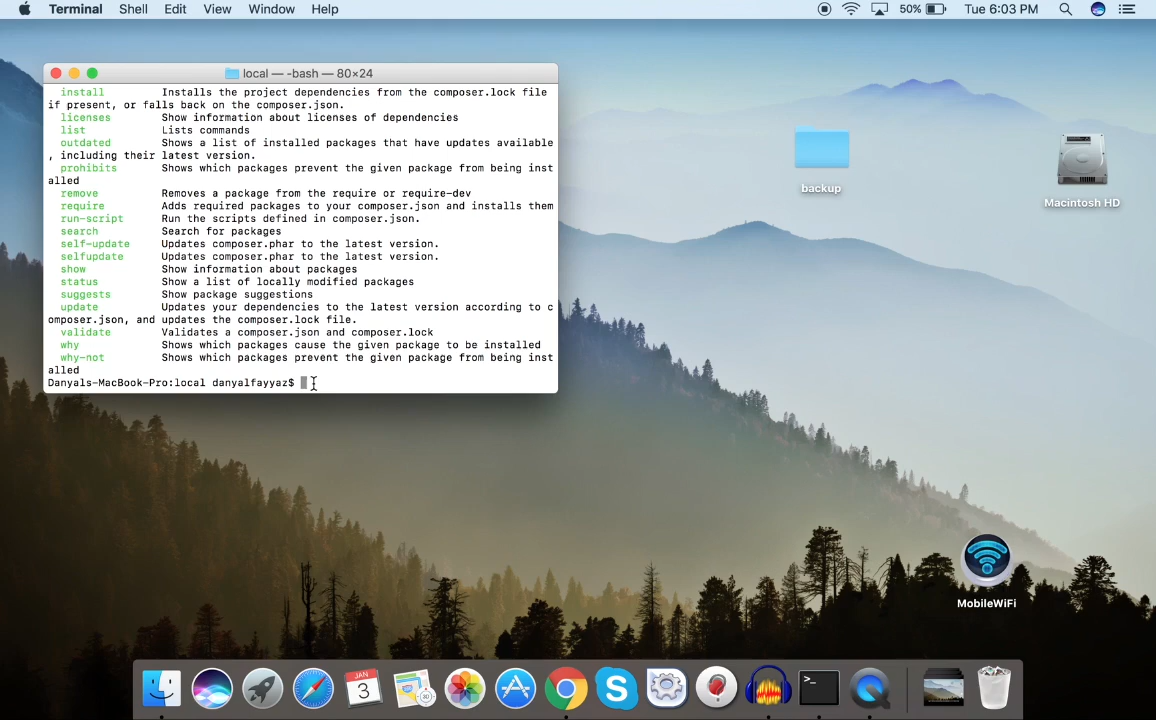 Terminal Shell Edit View Window Help 50% Tue 6:03 PM
local — -bash — 80×24
install Installs the project dependencies from the composer.lock file
if present, or falls back on the composer.json.
licenses Show information about licenses of dependencies
list Lists commands
outdated Shows a list of installed packages that have updates available
, including their latest version.
prohibits Shows which packages prevent the given package from being inst
alled
remove Removes a package from the require or require-dev
require Adds required packages to your composer.json and installs them
run-script Run the scripts defined in composer.json.
search Search for packages
self-update Updates composer.phar to the latest version.
selfupdate Updates composer.phar to the latest version.
show Show information about packages
status Show a list of locally modified packages
suggests Show package suggestions
update Updates your dependencies to the latest version according to c
omposer.json, and updates the composer.lock file.
validate Validates a composer.json and composer.lock
why Shows which packages cause the given package to be installed
why-not Shows which packages prevent the given package from being inst
alled
Danyals-MacBook-Pro:local danyalfayyaz$
backup
Macintosh HD
MobileWiFi
JAN
3
>_